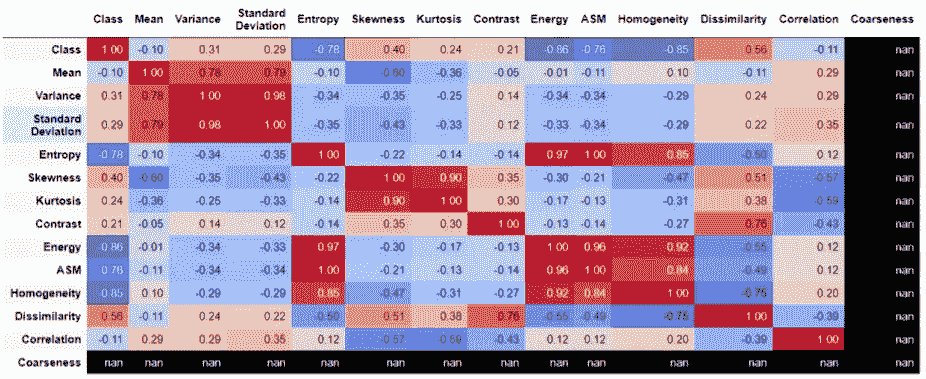 Class Mean Variance Standard Deviation Entropy Skewness Kurtosis Contrast Energy ASM Homogeneity Dissimilarity Correlation Coarseness
Class 1.00 -0.10 0.31 0.29 -0.78 0.40 0.24 0.21 -0.86 -0.76 -0.85 0.56 -0.11 nan
Mean -0.10 1.00 0.78 0.79 -0.10 -0.60 -0.36 -0.05 -0.01 -0.11 0.10 -0.11 0.29 nan
Variance 0.31 0.78 1.00 0.98 -0.34 -0.35 -0.25 0.14 -0.34 -0.34 -0.29 0.24 0.29 nan
Standard Deviation 0.29 0.79 0.98 1.00 -0.35 -0.43 -0.33 0.12 -0.33 -0.34 -0.29 0.22 0.35 nan
Entropy -0.78 -0.10 -0.34 -0.35 1.00 -0.22 -0.14 -0.14 0.97 1.00 0.85 -0.50 0.12 nan
Skewness 0.40 -0.60 -0.35 -0.43 -0.22 1.00 0.90 0.35 -0.30 -0.21 -0.47 0.51 -0.57 nan
Kurtosis 0.24 -0.36 -0.25 -0.33 -0.14 0.90 1.00 0.30 -0.17 -0.13 -0.31 0.38 -0.59 nan
Contrast 0.21 -0.05 0.14 0.12 -0.14 0.35 0.30 1.00 -0.13 -0.14 -0.27 0.76 -0.43 nan
Energy -0.86 -0.01 -0.34 -0.33 0.97 -0.30 -0.17 -0.13 1.00 0.96 0.92 -0.55 0.12 nan
ASM 0.76 -0.11 -0.34 -0.34 1.00 -0.21 -0.13 -0.14 0.96 1.00 0.84 -0.49 0.12 nan
Homogeneity 0.85 0.10 -0.29 -0.29 0.85 -0.47 -0.31 -0.27 0.92 0.84 1.00 -0.75 0.20 nan
Dissimilarity 0.56 -0.11 0.24 0.22 -0.50 0.51 0.38 0.76 -0.55 -0.49 -0.75 1.00 -0.39 nan
Correlation -0.11 0.29 0.29 0.35 0.12 -0.57 0.59 -0.43 0.12 0.12 0.20 -0.39 1.00 nan
Coarseness nan nan nan nan nan nan nan nan nan nan nan nan nan nan